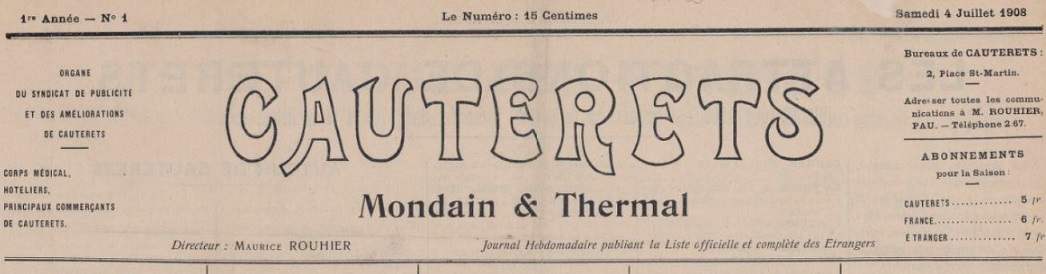 1re Année — No 1
Le Numéro : 15 Centimes
Samedi 4 Juillet 1908
ORGANE
DU SYNDICAT DE PUBLICITÉ
ET DES AMÉLIORATIONS
DE CAUTERETS
CORPS MÉDICAL,
HOTELIERS,
PRINCIPAUX COMMERÇANTS
DE CAUTERETS.
CAUTERETS
Mondain & Thermal
Directeur : MAURICE ROUHIER
Journal Hebdomadaire publiant la Liste officielle et complète des Etrangers
Bureaux de CAUTERETS :
2, Place St-Martin.
Adresser toutes les commu-
nications à M. ROUHIER,
PAU. — Téléphone 2.67.
ABONNEMENTS
pour la Saison :
CAUTERETS............ 5 fr.
FRANCE............... 6 fr.
ETRANGER............ 7 fr